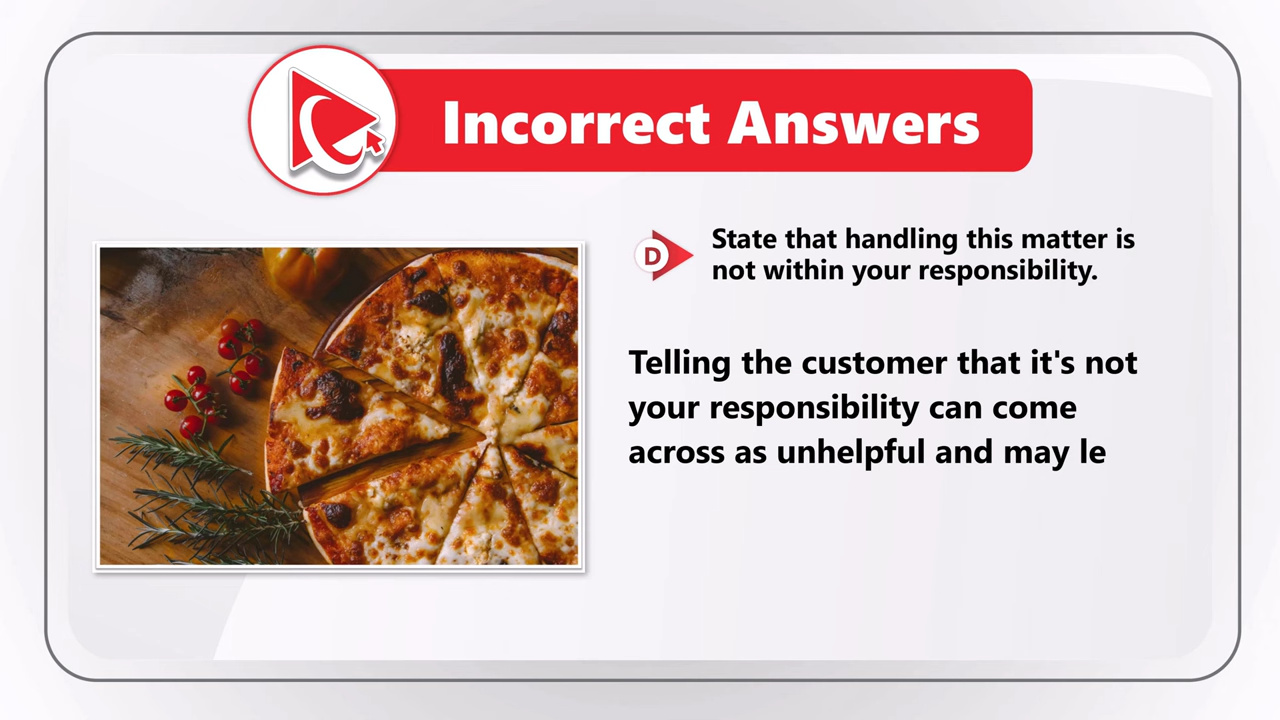 Incorrect Answers
D
State that handling this matter is
not within your responsibility.
Telling the customer that it's not
your responsibility can come
across as unhelpful and may le